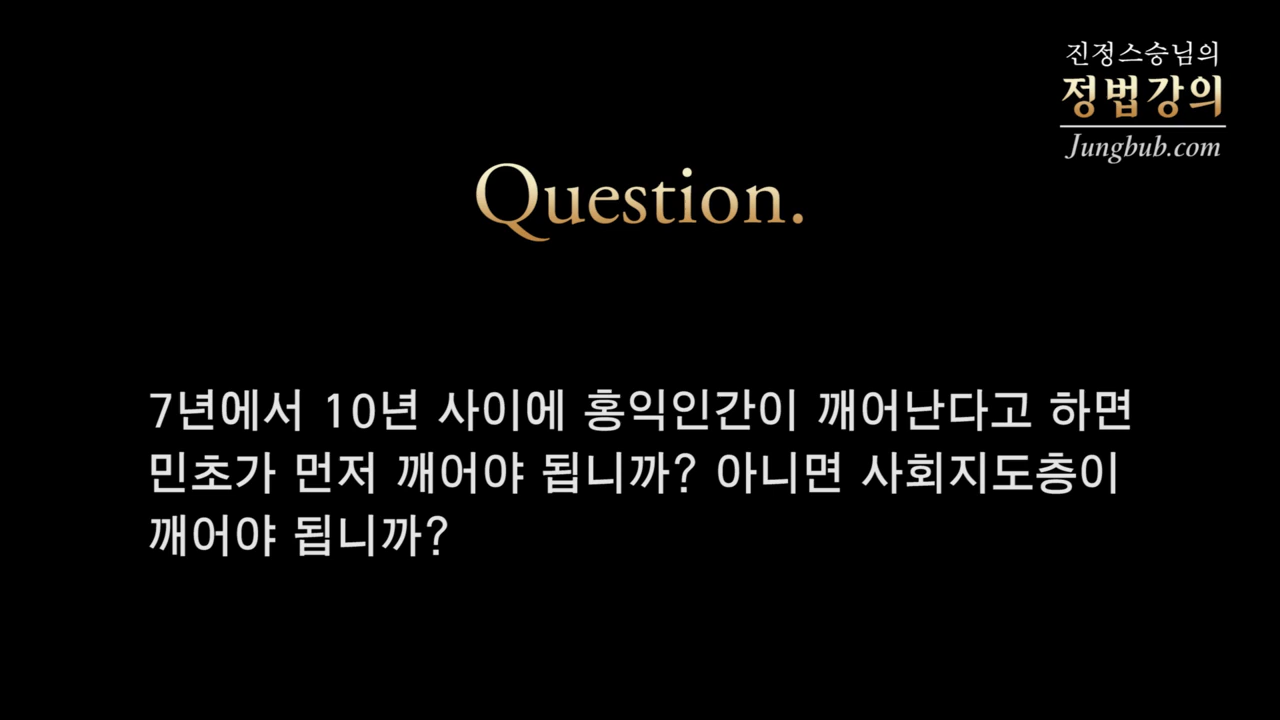 진정스승님의
정법강의
Jungbub.com
Question.
7년에서 10년 사이에 홍익인간이 깨어난다고 하면
민초가 먼저 깨어야 됩니까? 아니면 사회지도층이
깨어야 됩니까?